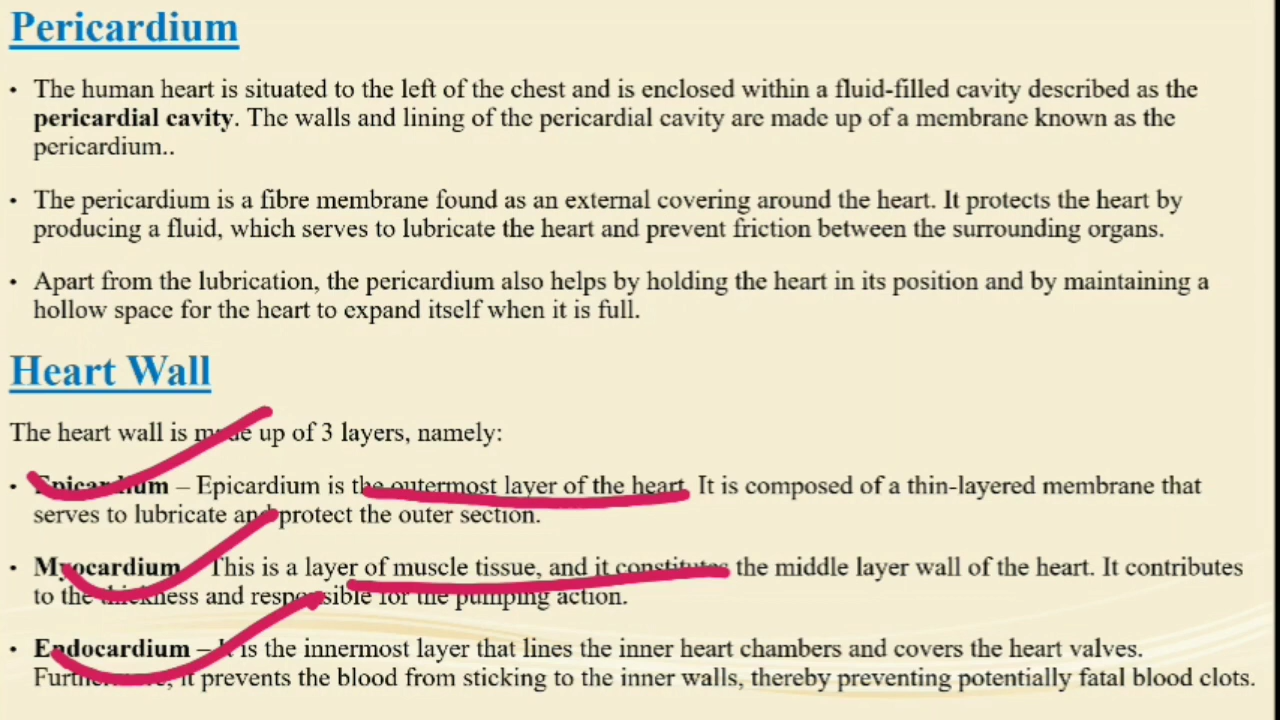 Pericardium
• The human heart is situated to the left of the chest and is enclosed within a fluid-filled cavity described as the
pericardial cavity. The walls and lining of the pericardial cavity are made up of a membrane known as the
pericardium..
• The pericardium is a fibre membrane found as an external covering around the heart. It protects the heart by
producing a fluid, which serves to lubricate the heart and prevent friction between the surrounding organs.
• Apart from the lubrication, the pericardium also helps by holding the heart in its position and by maintaining a
hollow space for the heart to expand itself when it is full.
Heart Wall
The heart wall is made up of 3 layers, namely:
• Epicardium – Epicardium is the outermost layer of the heart. It is composed of a thin-layered membrane that
serves to lubricate and protect the outer section.
• Myocardium – This is a layer of muscle tissue, and it constitutes the middle layer wall of the heart. It contributes
to the thickness and responsible for the pumping action.
• Endocardium – It is the innermost layer that lines the inner heart chambers and covers the heart valves.
Furthermore, it prevents the blood from sticking to the inner walls, thereby preventing potentially fatal blood clots.